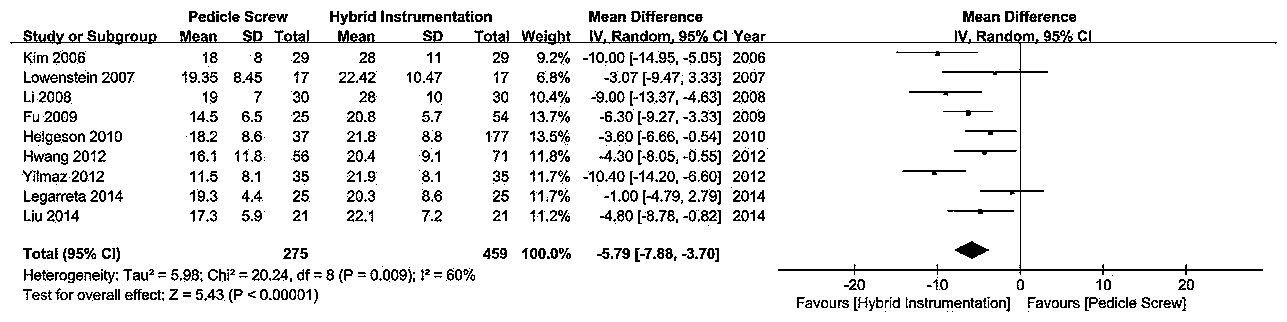 Pedicle Screw Hybrid Instrumentation Mean Difference Mean Difference
Study or Subgroup Mean SD Total Mean SD Total Weight IV, Random, 95% CI Year IV, Random, 95% CI
Kim 2006 18 8 29 28 11 29 9.2% -10.00 [-14.95, -5.05] 2006
Lowenstein 2007 19.35 8.45 17 22.42 10.47 17 6.8% -3.07 [-9.47, 3.33] 2007
Li 2008 19 7 30 28 10 30 10.4% -9.00 [-13.37, -4.63] 2008
Fu 2009 14.5 6.5 25 20.8 5.7 54 13.7% -6.30 [-9.27, -3.33] 2009
Helgeson 2010 18.2 8.6 37 21.8 8.8 177 13.5% -3.60 [-6.66, -0.54] 2010
Hwang 2012 16.1 11.8 56 20.4 9.1 71 11.8% -4.30 [-8.05, -0.55] 2012
Yilmaz 2012 11.5 8.1 35 21.9 8.1 35 11.7% -10.40 [-14.20, -6.60] 2012
Legarreta 2014 19.3 4.4 25 20.3 8.6 25 11.7% -1.00 [-4.79, 2.79] 2014
Liu 2014 17.3 5.9 21 22.1 7.2 21 11.2% -4.80 [-8.78, -0.82] 2014
Total (95% CI) 275 459 100.0% -5.79 [-7.88, -3.70]
Heterogeneity: Tau² = 5.98; Chi² = 20.24, df = 8 (P = 0.009); I² = 60%
Test for overall effect: Z = 5.43 (P < 0.00001)
-20 -10 0 10 20
Favours [Hybrid Instrumentation] Favours [Pedicle Screw]